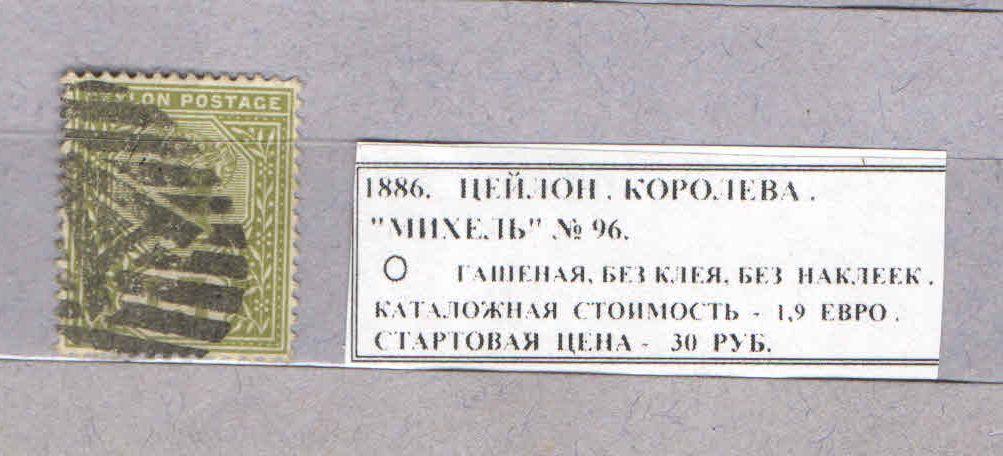 CEYLON POSTAGE
1886. ЦЕЙЛОН . КОРОЛЕВА .
"МИХЕЛЬ" № 96.
О ГАШЕНАЯ, БЕЗ КЛЕЯ, БЕЗ НАКЛЕЕК .
КАТАЛОЖНАЯ СТОИМОСТЬ - 1,9 ЕВРО .
СТАРТОВАЯ ЦЕНА - 30 РУБ.